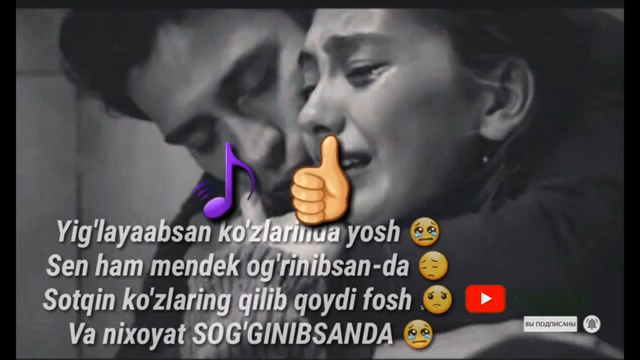 Yig'layaabsan ko'zlarinda yosh 😢
Sen ham mendek og'rinibsan-da 😔
Sotqin ko'zlaring qilib qoydi fosh 😟
Va nixoyat SOG'GINIBSANDA 😢
ВЫ ПОДПИСАНЫ